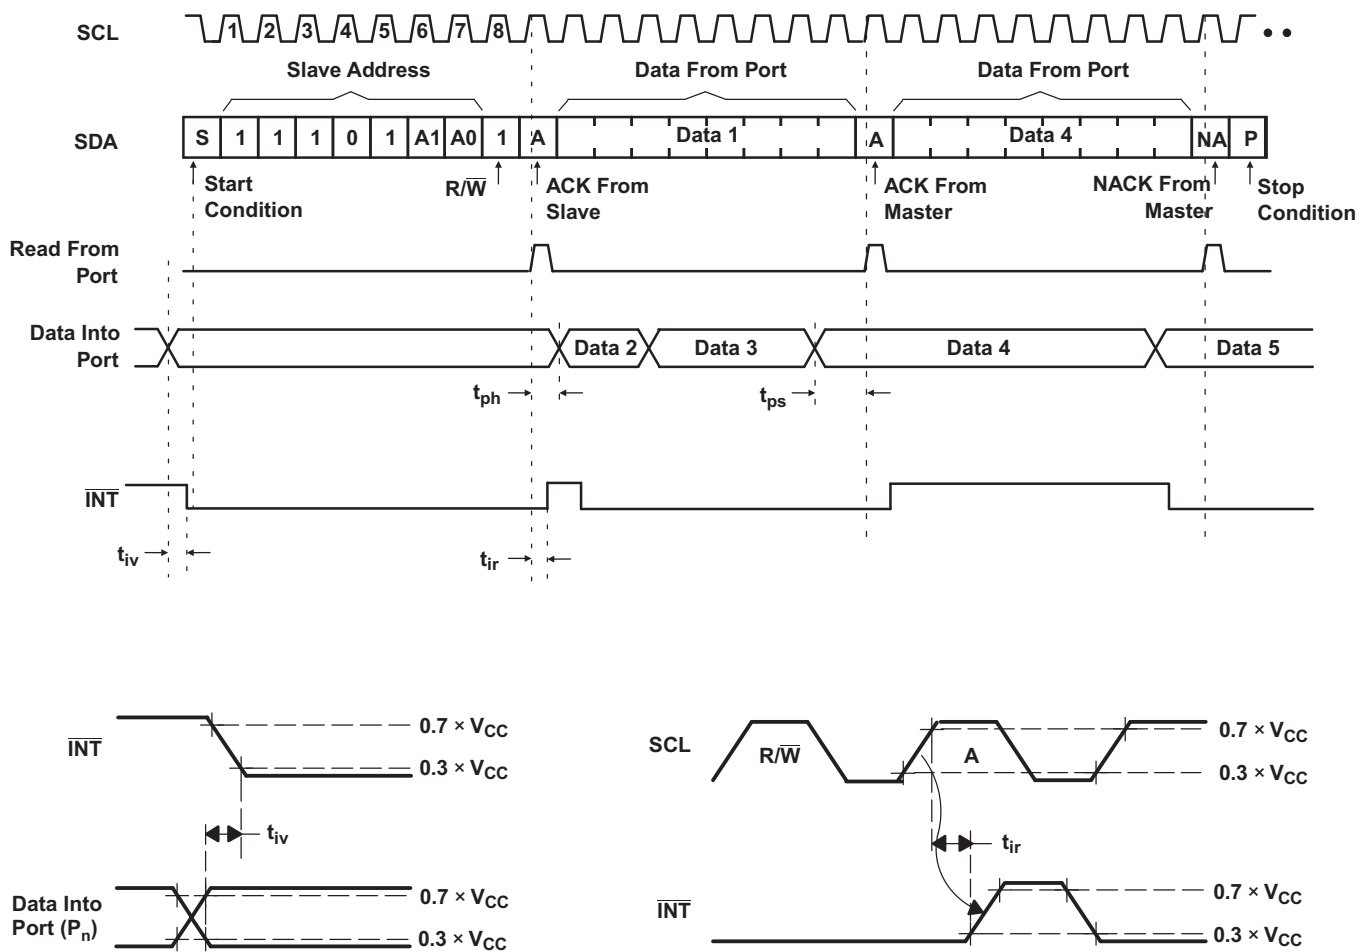 SCL 1 2 3 4 5 6 7 8
Slave Address Data From Port Data From Port
SDA S 1 1 1 0 1 A1 A0 1 A Data 1 A Data 4 NA P
Start Condition R/W̅ ACK From Slave ACK From Master NACK From Master Stop Condition
Read From
Port
Data Into
Port
Data 2 Data 3 Data 4 Data 5
tph tps
I̅N̅T̅
tiv tir
I̅N̅T̅
0.7 × VCC
0.3 × VCC
tiv
Data Into
Port (Pn)
0.7 × VCC
0.3 × VCC
SCL R/W̅ A
0.7 × VCC
0.3 × VCC
tir
I̅N̅T̅
0.7 × VCC
0.3 × VCC